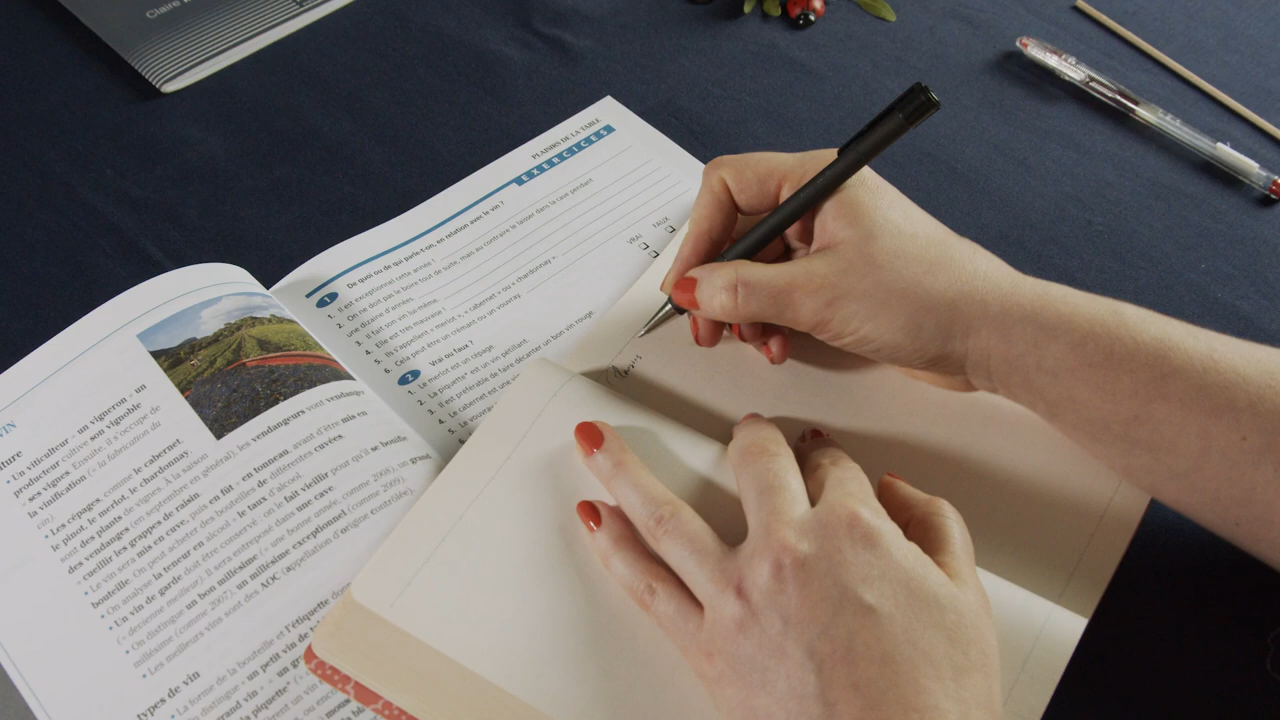 Claire
PLAISIRS DE LA TABLE
EXERCICES
1 De quoi ou de qui parle-t-on, en relation avec le vin ?
1. Il est exceptionnel cette année !
2. On ne doit pas le boire tout de suite, mais au contraire le laisser dans la cave pendant
une dizaine d'années.
3. Il fait son vin lui-même.
4. Elle est très mauvaise !
5. Ils s'appellent « merlot », « cabernet » ou « chardonnay ».
6. Cela peut être un crémant ou un vouvray.
2 Vrai ou faux ?
VRAI FAUX
1. Le merlot est un cépage.
2. La piquette* est un vin pétillant.
3. Il est préférable de faire décanter un bon vin rouge.
4. Le cabernet est une
5. Le vouvray
6.
VIN
• Un viticulteur = un vigneron = un
producteur cultive son vignoble
= ses vignes. Ensuite, il s'occupe de
la vinification (= la fabrication du
vin).
• Les cépages, comme le cabernet,
le pinot, le merlot, le chardonnay,
sont des plants de vignes. À la saison
des vendanges (en septembre en général), les vendangeurs vont vendanger
= cueillir les grappes de raisin.
• Le vin sera mis en cuve, puis en fût = en tonneau, avant d'être mis en
bouteille. On peut acheter des bouteilles de différentes cuvées.
• On analyse la teneur en alcool = le taux d'alcool.
• Un vin de garde doit être conservé : on le fait vieillir pour qu'il se bonifie
(= devienne meilleur). Il sera entreposé dans une cave.
• On distingue un bon millésime (= une bonne année, comme 2008), un grand
millésime (comme 2007), un millésime exceptionnel (comme 2009).
• Les meilleurs vins sont des AOC (appellation d'origine contrôlée).
types de vin
• La forme de la bouteille et l'étiquette
• On distingue « un petit vin de
grand vin » =
la piquette* (=